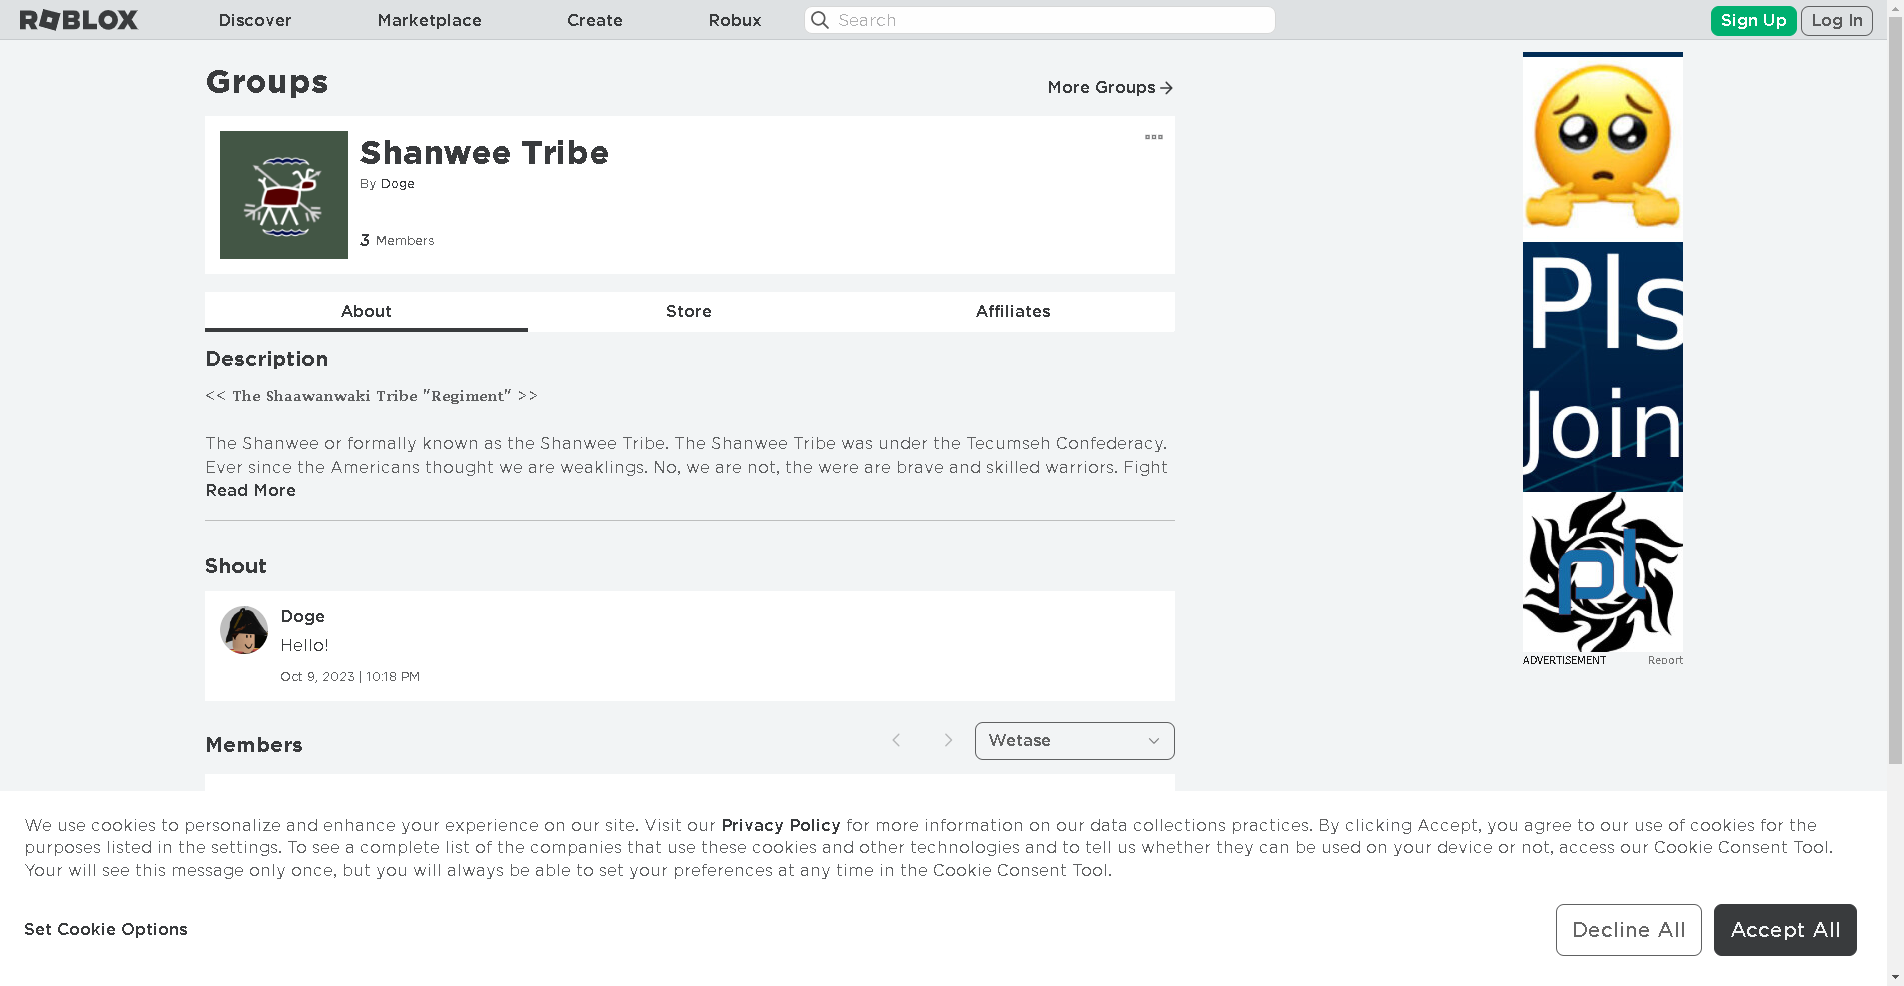 ROBLOX
Discover
Marketplace
Create
Robux
Search
Sign Up
Log In
Groups
More Groups
Shanwee Tribe
By Doge
3 Members
About
Store
Affiliates
Description
<< The Shaawanwaki Tribe "Regiment" >>
The Shanwee or formally known as the Shanwee Tribe. The Shanwee Tribe was under the Tecumseh Confederacy.
Ever since the Americans thought we are weaklings. No, we are not, the were are brave and skilled warriors. Fight
Read More
Shout
Doge
Hello!
Oct 9, 2023 | 10:18 PM
Members
Wetase
Pls
Join
pl
ADVERTISEMENT
Report
We use cookies to personalize and enhance your experience on our site. Visit our Privacy Policy for more information on our data collections practices. By clicking Accept, you agree to our use of cookies for the
purposes listed in the settings. To see a complete list of the companies that use these cookies and other technologies and to tell us whether they can be used on your device or not, access our Cookie Consent Tool.
Your will see this message only once, but you will always be able to set your preferences at any time in the Cookie Consent Tool.
Set Cookie Options
Decline All
Accept All